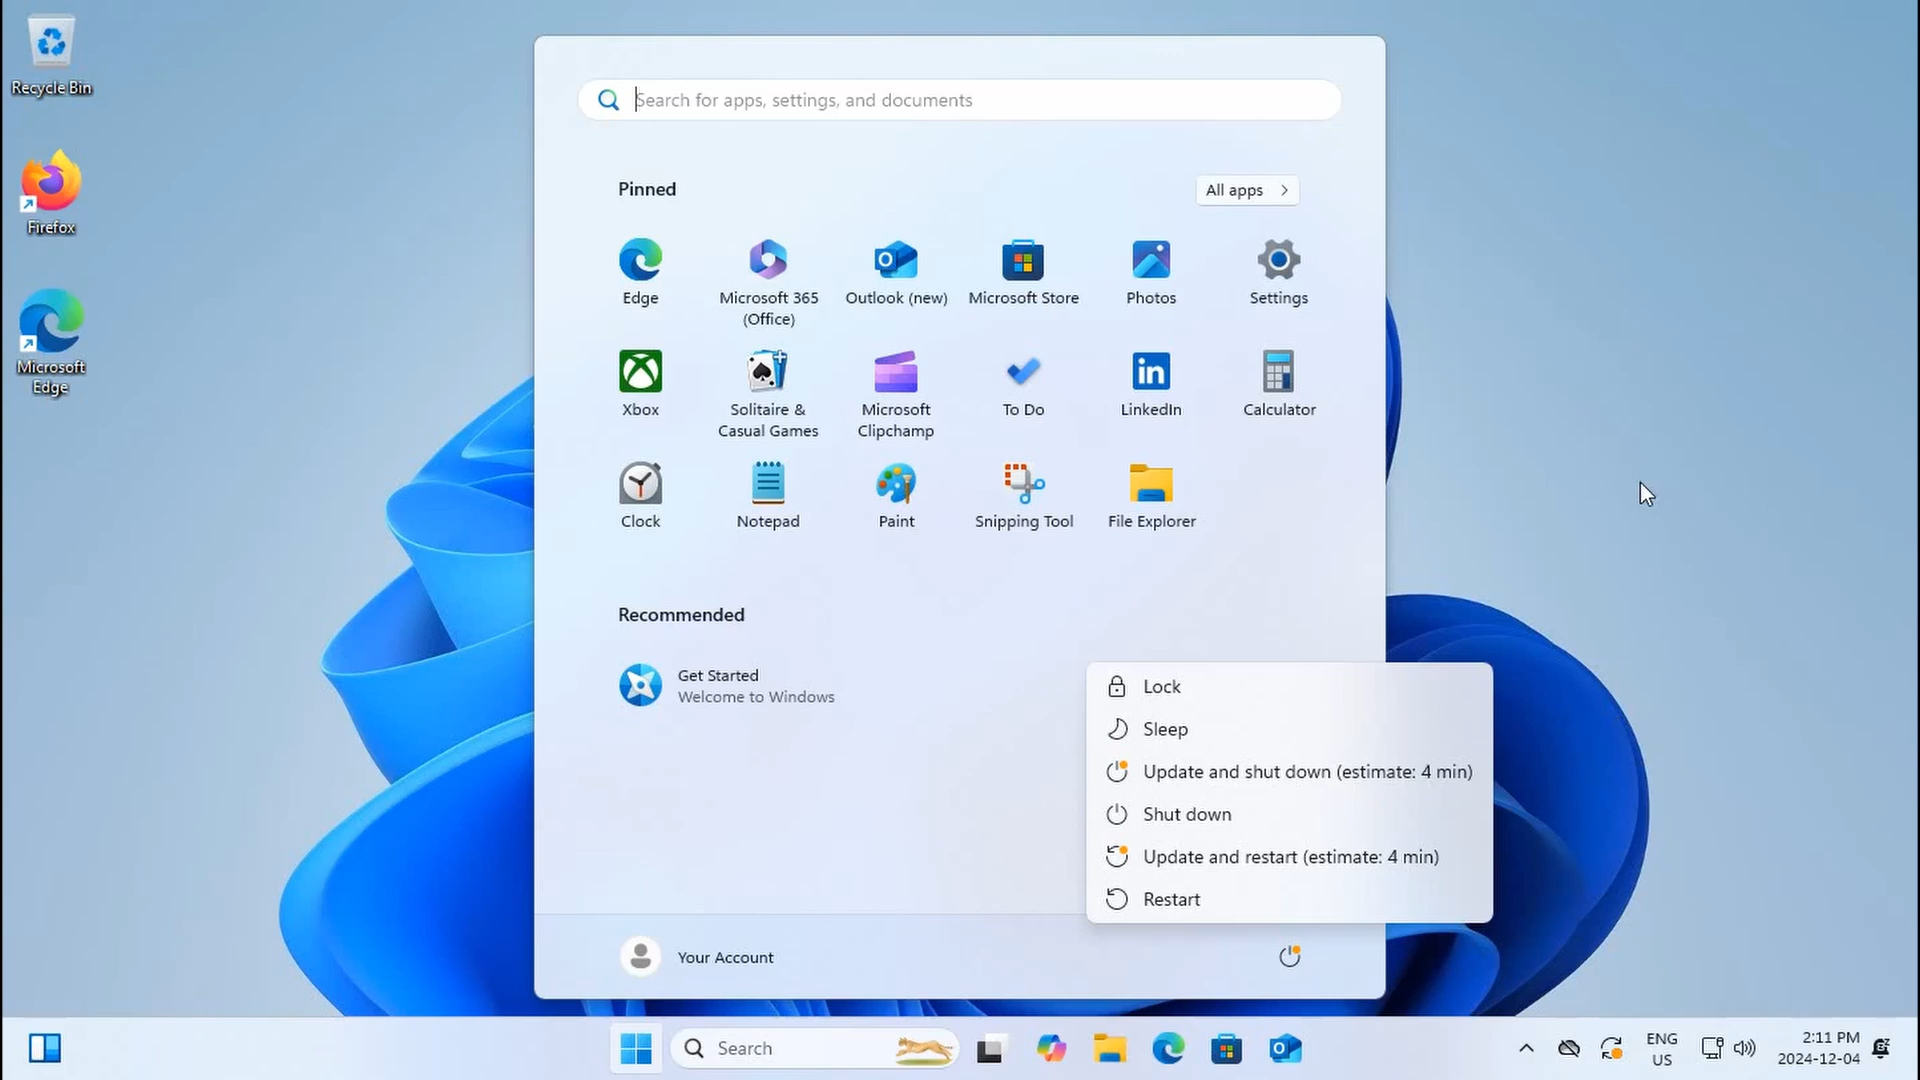 Recycle Bin
Firefox
Microsoft
Edge
Search for apps, settings, and documents
Pinned
All apps
Edge
Microsoft 365
(Office)
Outlook (new)
Microsoft Store
Photos
Settings
Xbox
Solitaire &
Casual Games
Microsoft
Clipchamp
To Do
LinkedIn
Calculator
Clock
Notepad
Paint
Snipping Tool
File Explorer
Recommended
Get Started
Welcome to Windows
Lock
Sleep
Update and shut down (estimate: 4 min)
Shut down
Update and restart (estimate: 4 min)
Restart
Your Account
Search
ENG
US
2:11 PM
2024-12-04